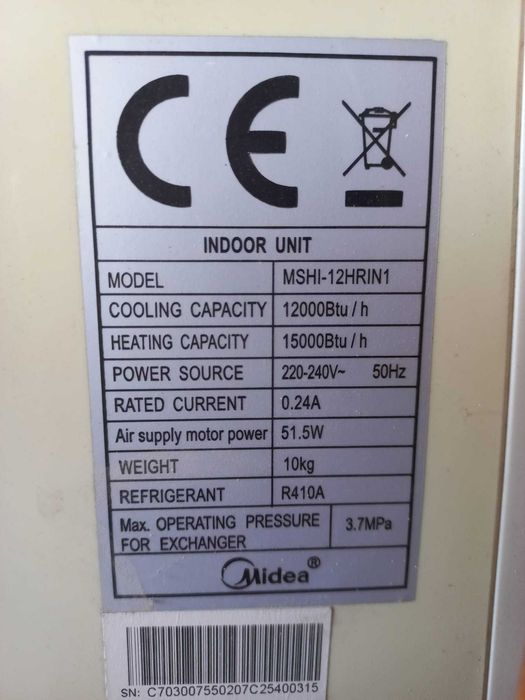 CE
INDOOR UNIT
MODEL MSHI-12HRIN1
COOLING CAPACITY 12000Btu / h
HEATING CAPACITY 15000Btu / h
POWER SOURCE 220-240V~ 50Hz
RATED CURRENT 0.24A
Air supply motor power 51.5W
WEIGHT 10kg
REFRIGERANT R410A
Max. OPERATING PRESSURE 3.7MPa
FOR EXCHANGER
Midea®
SN: C703007550207C25400315